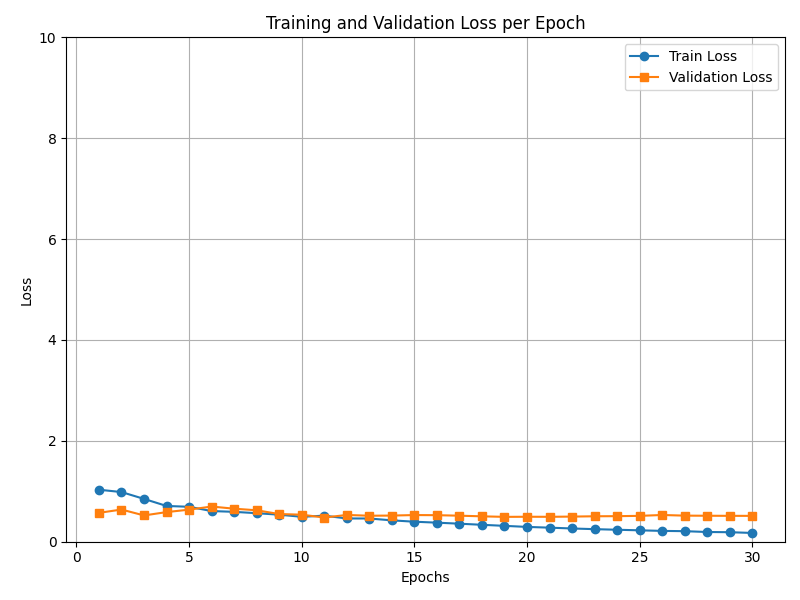 Training and Validation Loss per Epoch
Train Loss
Validation Loss
10
8
6
4
2
0
Loss
0 5 10 15 20 25 30
Epochs